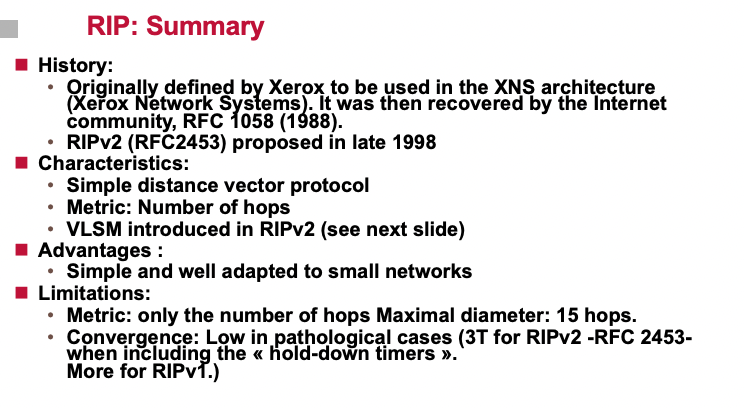 RIP: Summary
History:
• Originally defined by Xerox to be used in the XNS architecture
(Xerox Network Systems). It was then recovered by the Internet
community, RFC 1058 (1988).
• RIPv2 (RFC2453) proposed in late 1998
Characteristics:
• Simple distance vector protocol
• Metric: Number of hops
• VLSM introduced in RIPv2 (see next slide)
Advantages :
• Simple and well adapted to small networks
Limitations:
• Metric: only the number of hops Maximal diameter: 15 hops.
• Convergence: Low in pathological cases (3T for RIPv2 -RFC 2453-
when including the « hold-down timers ».
More for RIPv1.)